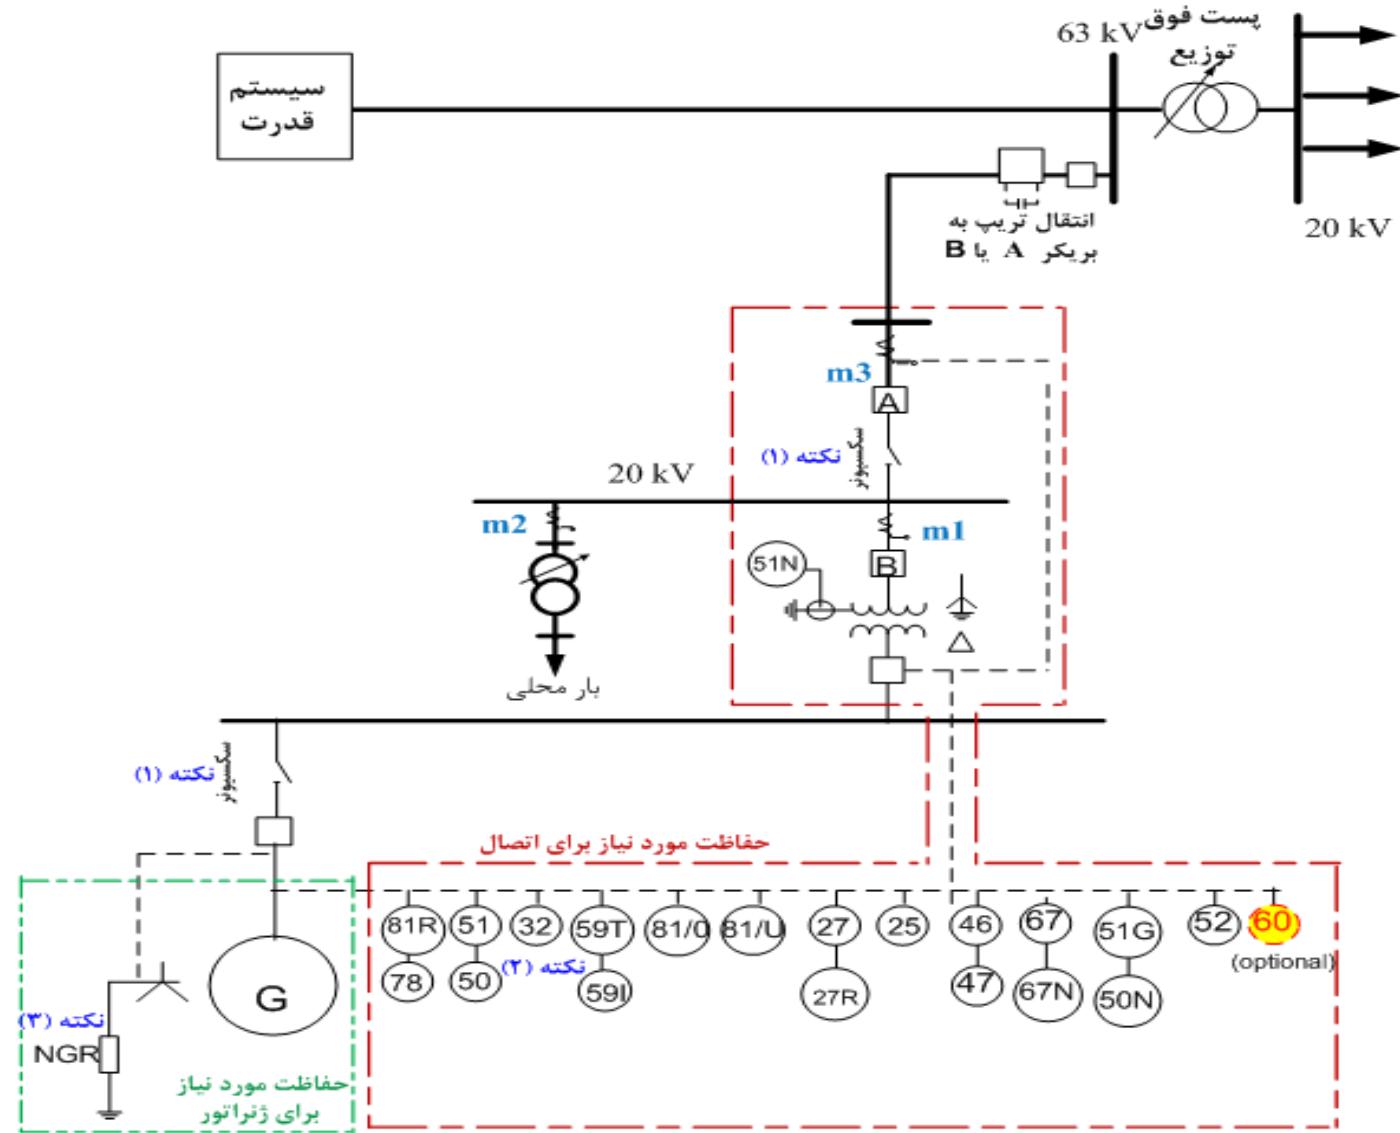 63 kV
پست فوق
توزیع
سیستم
قدرت
20 kV
انتقال تریپ به
بریکر A یا B
m3
A
سکسیونر
نکته (۱)
20 kV
m2
m1
51N
B
بار محلی
سکسیونر
نکته (۱)
حفاظت مورد نیاز برای اتصال
81R
51
32
59T
81/0
81/U
27
25
46
67
51G
52
60
(optional)
78
50
نکته (۲)
59I
27R
47
67N
50N
G
نکته (۳)
NGR
حفاظت مورد نیاز
برای ژنراتور